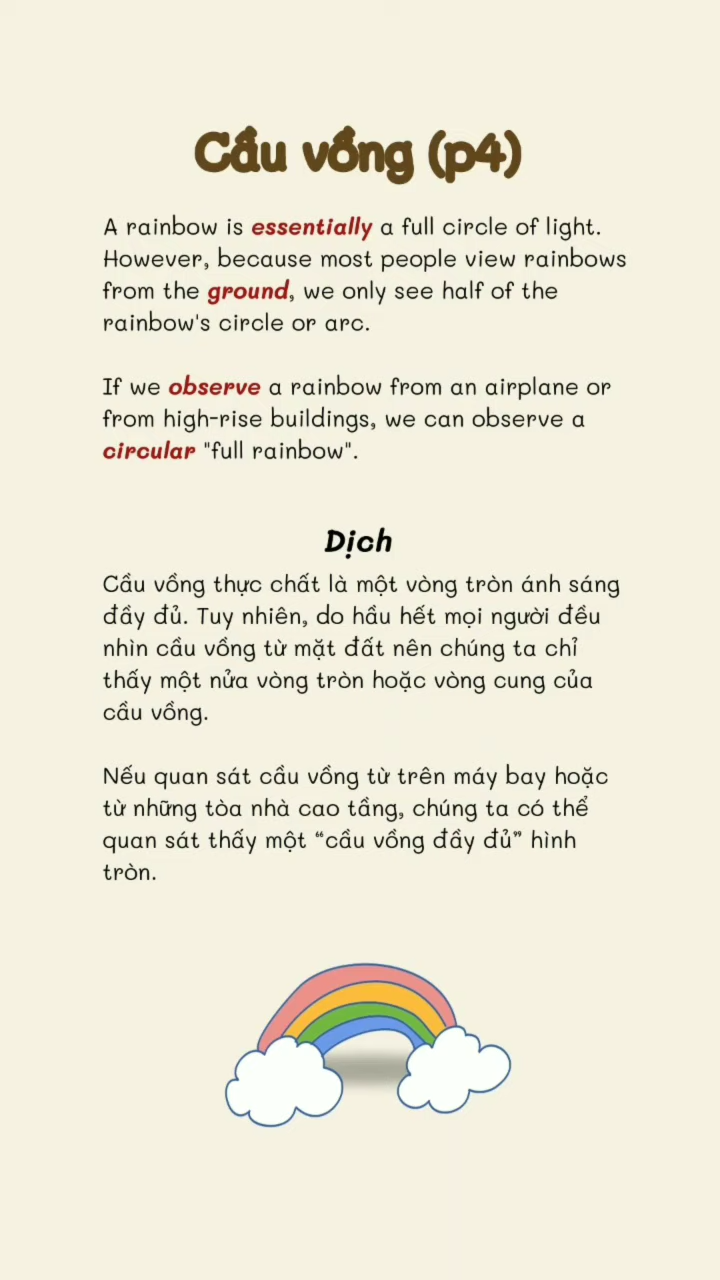 Cầu vồng (p4)
A rainbow is essentially a full circle of light.
However, because most people view rainbows
from the ground, we only see half of the
rainbow's circle or arc.
If we observe a rainbow from an airplane or
from high-rise buildings, we can observe a
circular "full rainbow".
Dịch
Cầu vồng thực chất là một vòng tròn ánh sáng
đầy đủ. Tuy nhiên, do hầu hết mọi người đều
nhìn cầu vồng từ mặt đất nên chúng ta chỉ
thấy một nửa vòng tròn hoặc vòng cung của
cầu vồng.
Nếu quan sát cầu vồng từ trên máy bay hoặc
từ những tòa nhà cao tầng, chúng ta có thể
quan sát thấy một “cầu vồng đầy đủ” hình
tròn.